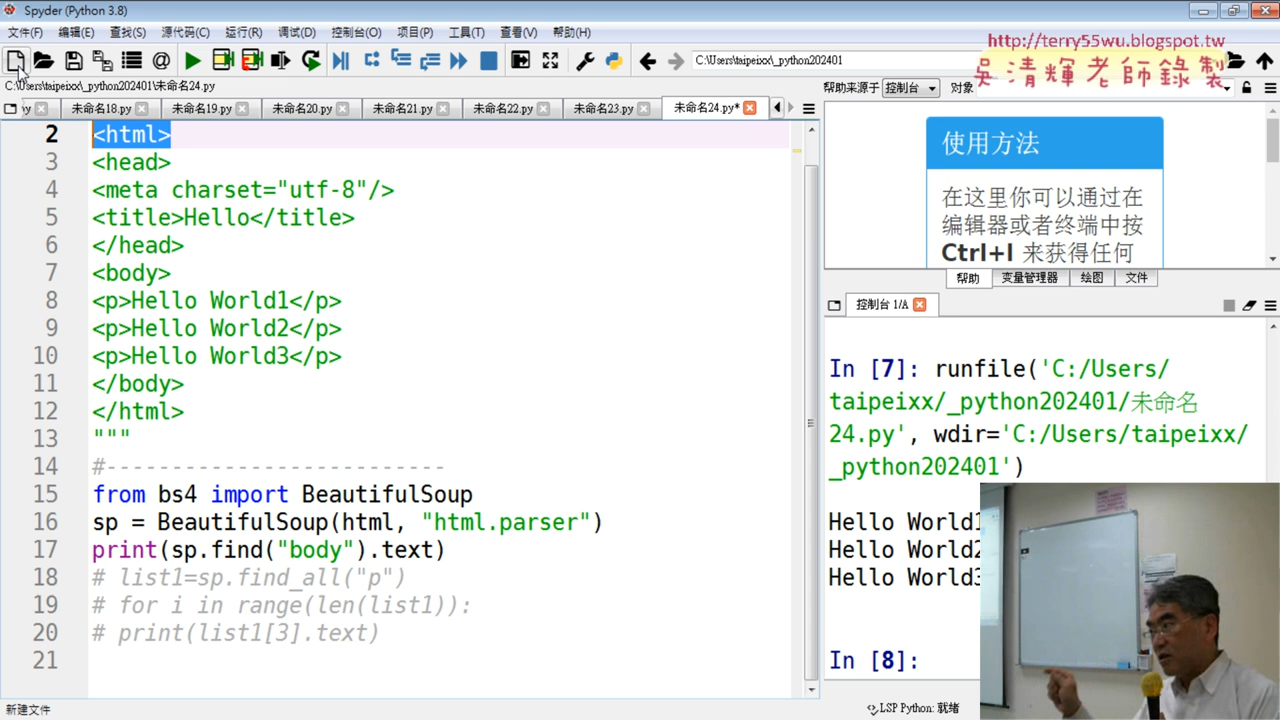 Spyder (Python 3.8)
文件(F) 编辑(E) 查找(S) 源代码(C) 运行(R) 调试(D) 控制台(O) 项目(P) 工具(T) 查看(V) 帮助(H)
C:\Users\taipeixx\_python202401
http://terry55wu.blogspot.tw
吳清輝老師錄製
C:\Users\taipeixx\_python202401\未命名24.py
帮助来源于 控制台 对象
y 未命名18.py 未命名19.py 未命名20.py 未命名21.py 未命名22.py 未命名23.py 未命名24.py*
2 <html>
3 <head>
4 <meta charset="utf-8"/>
5 <title>Hello</title>
6 </head>
7 <body>
8 <p>Hello World1</p>
9 <p>Hello World2</p>
10 <p>Hello World3</p>
11 </body>
12 </html>
13 """
14 #--------------------------
15 from bs4 import BeautifulSoup
16 sp = BeautifulSoup(html, "html.parser")
17 print(sp.find("body").text)
18 # list1=sp.find_all("p")
19 # for i in range(len(list1)):
20 # print(list1[3].text)
21
使用方法
在这里你可以通过在
编辑器或者终端中按
Ctrl+I 来获得任何
帮助 变量管理器 绘图 文件
控制台 1/A
In [7]: runfile('C:/Users/
taipeixx/_python202401/未命名
24.py', wdir='C:/Users/taipeixx/
_python202401')
Hello World1
Hello World2
Hello World3
In [8]:
新建文件
LSP Python: 就绪